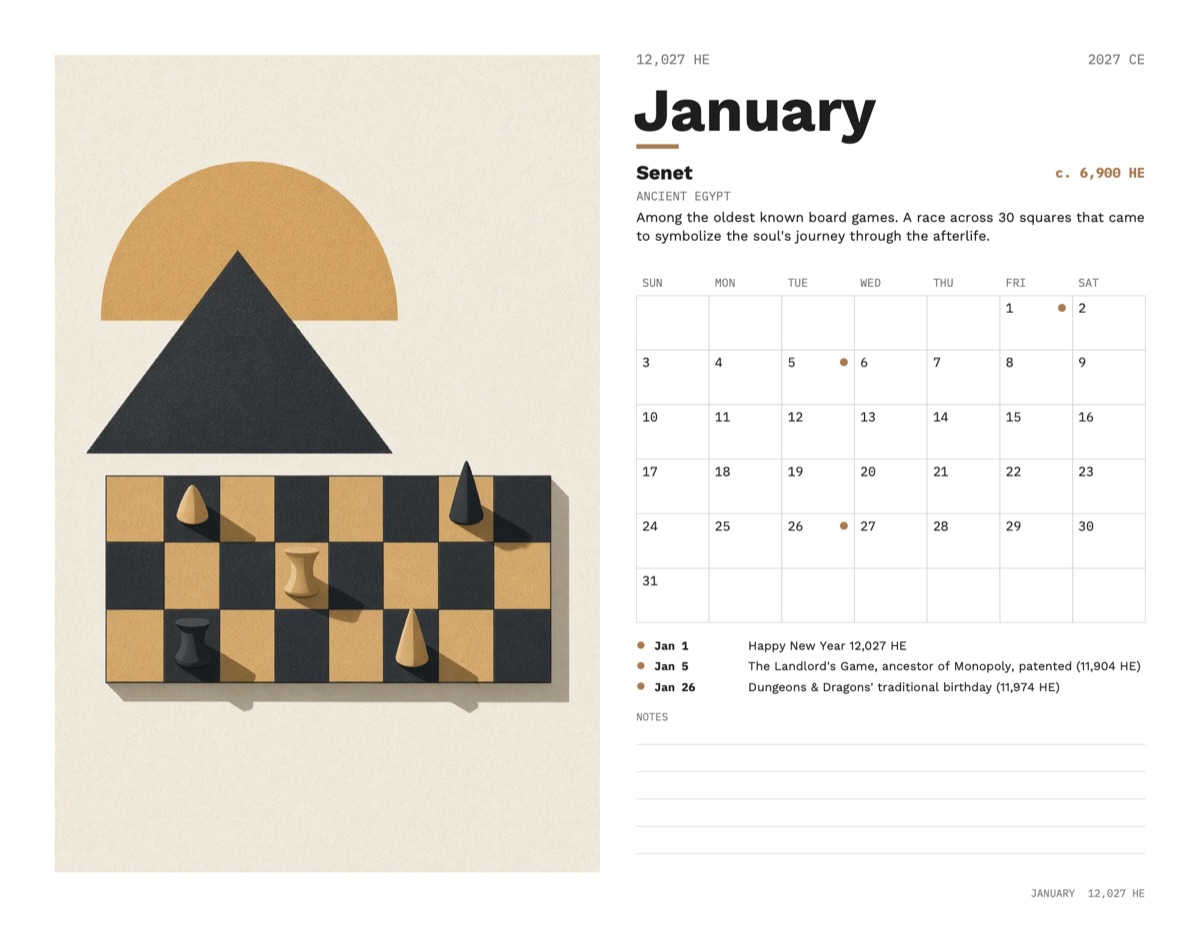 12,027 HE 2027 CE
January
Senet c. 6,900 HE
ANCIENT EGYPT
Among the oldest known board games. A race across 30 squares that came
to symbolize the soul's journey through the afterlife.
SUN MON TUE WED THU FRI SAT
1 2
3 4 5 6 7 8 9
10 11 12 13 14 15 16
17 18 19 20 21 22 23
24 25 26 27 28 29 30
31
Jan 1 Happy New Year 12,027 HE
Jan 5 The Landlord's Game, ancestor of Monopoly, patented (11,904 HE)
Jan 26 Dungeons & Dragons' traditional birthday (11,974 HE)
NOTES
JANUARY 12,027 HE